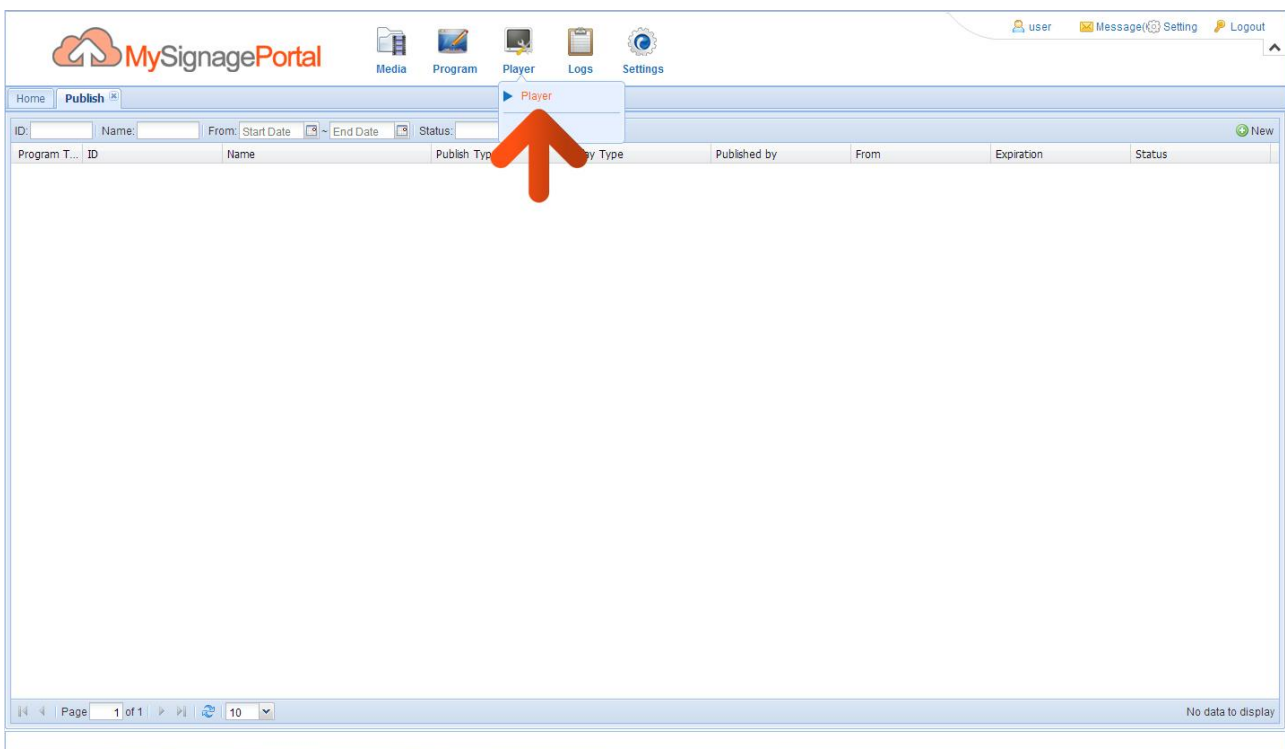 user Message( Setting Logout
MySignagePortal
Media Program Player Logs Settings
Home Publish
Player
ID: Name: From: Start Date ~ End Date Status:
New
Program T... ID Name Publish Typ ay Type Published by From Expiration Status
Page 1 of 1 10 No data to display